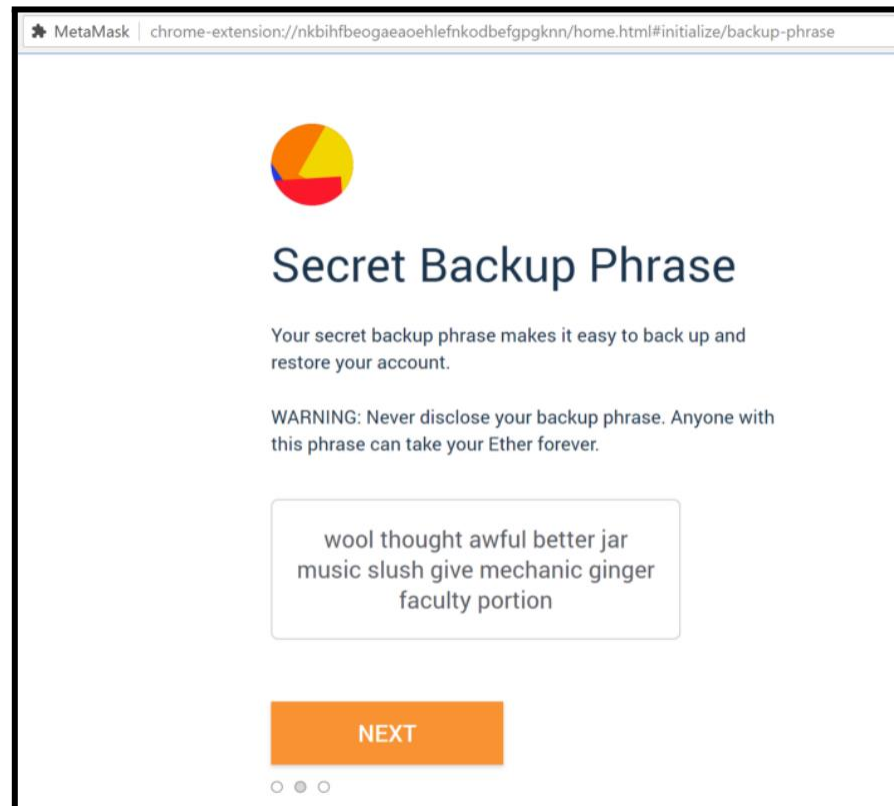 MetaMask chrome-extension://nkbihfbeogaeaoehlefnkodbefgpgknn/home.html#initialize/backup-phrase
Secret Backup Phrase
Your secret backup phrase makes it easy to back up and
restore your account.
WARNING: Never disclose your backup phrase. Anyone with
this phrase can take your Ether forever.
wool thought awful better jar
music slush give mechanic ginger
faculty portion
NEXT